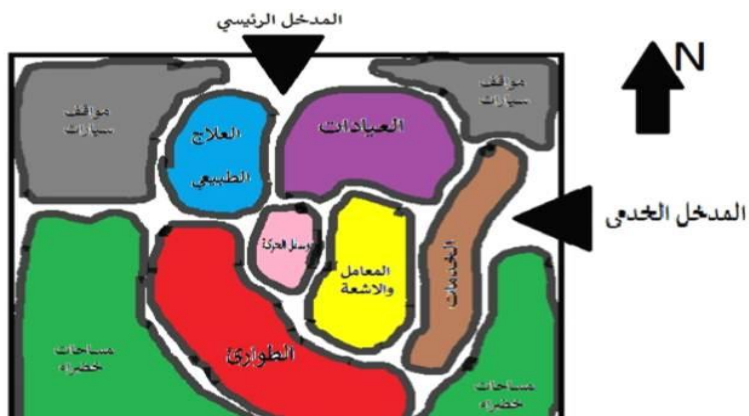 المدخل الرئيسي
N
مواقف
سيارات
مواقف
سيارات
العيادات
العلاج
الطبيعي
المدخل الخدمي
الخدمات
وسائل الحركة
المعامل
والاشعة
الطوارئ
مساحات
خضراء
مساحات
خضراء